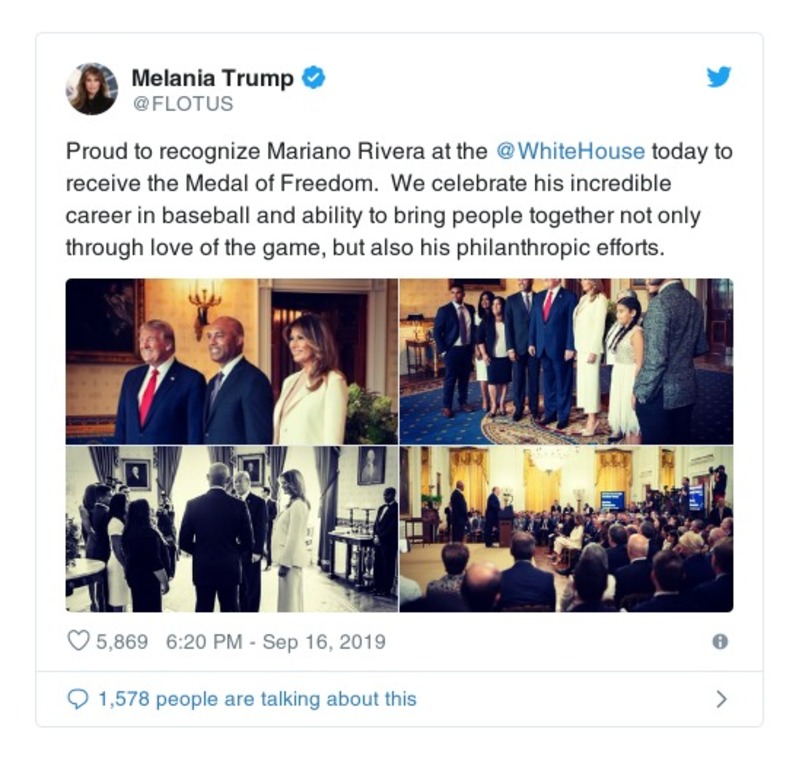 Melania Trump
@FLOTUS
Proud to recognize Mariano Rivera at the @WhiteHouse today to
receive the Medal of Freedom.  We celebrate his incredible
career in baseball and ability to bring people together not only
through love of the game, but also his philanthropic efforts.
5,869 6:20 PM - Sep 16, 2019
1,578 people are talking about this